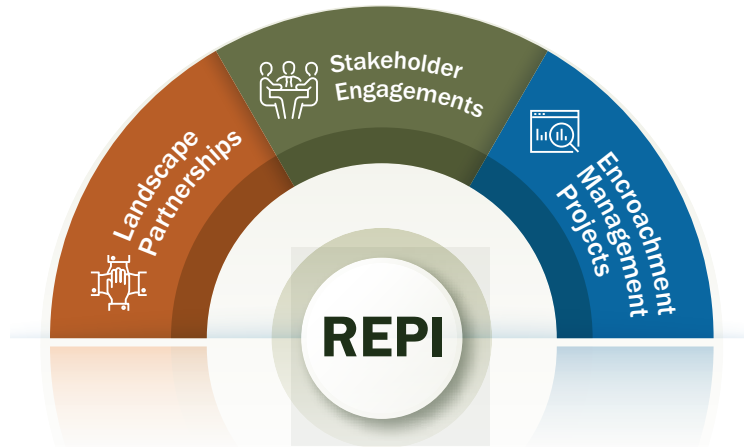 Landscape
Partnerships
Stakeholder
Engagements
Encroachment
Management
Projects
REPI